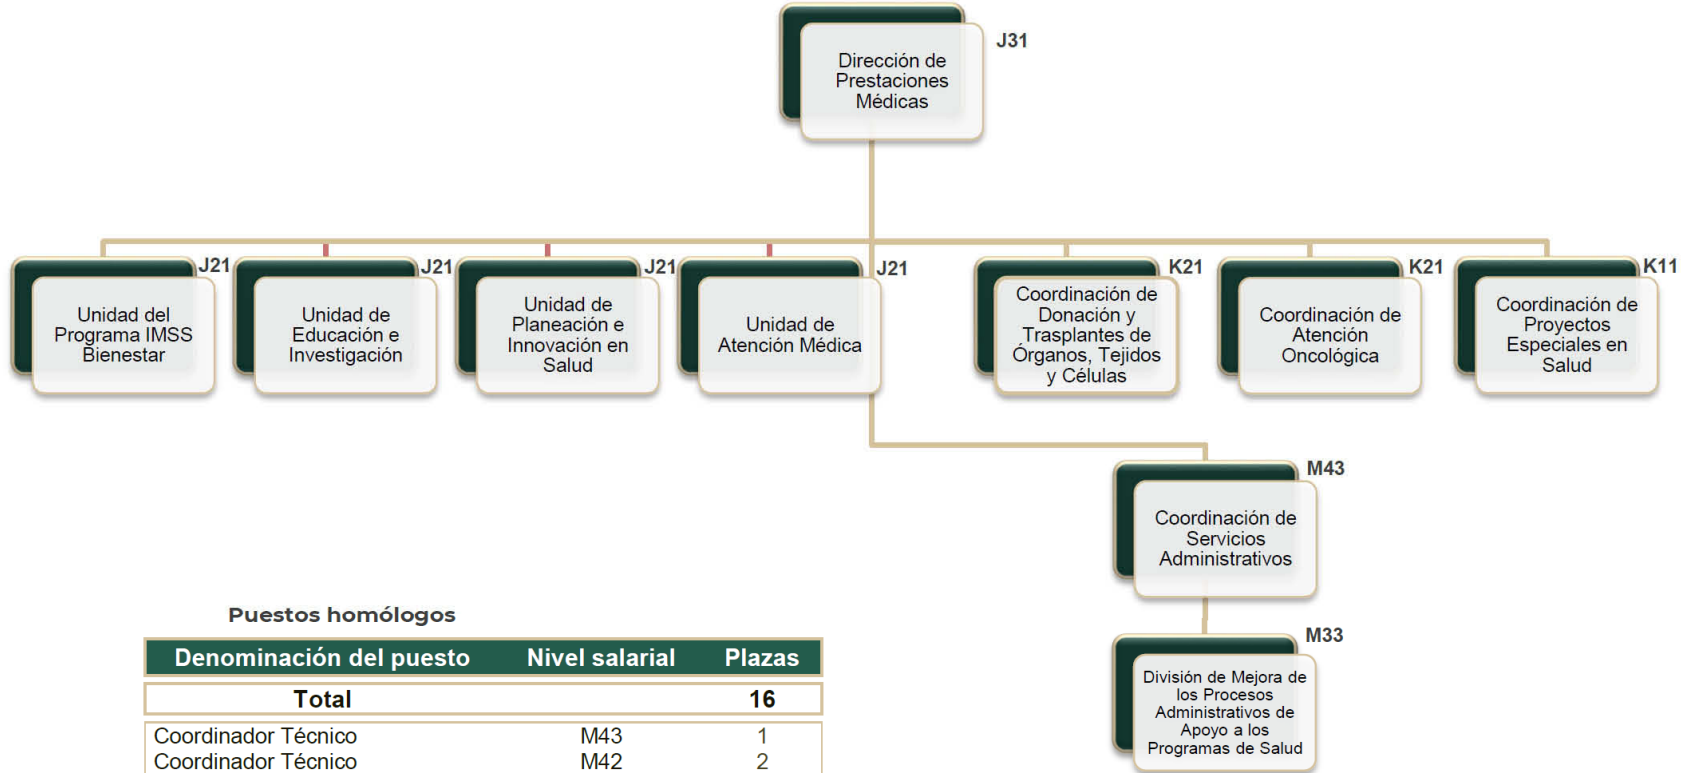 J31
Dirección de
Prestaciones
Médicas
J21
Unidad del
Programa IMSS
Bienestar
J21
Unidad de
Educación e
Investigación
J21
Unidad de
Planeación e
Innovación en
Salud
J21
Unidad de
Atención Médica
K21
Coordinación de
Donación y
Trasplantes de
Órganos, Tejidos
y Células
K21
Coordinación de
Atención
Oncológica
K11
Coordinación de
Proyectos
Especiales en
Salud
M43
Coordinación de
Servicios
Administrativos
M33
División de Mejora de
los Procesos
Administrativos de
Apoyo a los
Programas de Salud
Puestos homólogos
Denominación del puesto Nivel salarial Plazas
Total 16
Coordinador Técnico M43 1
Coordinador Técnico M42 2